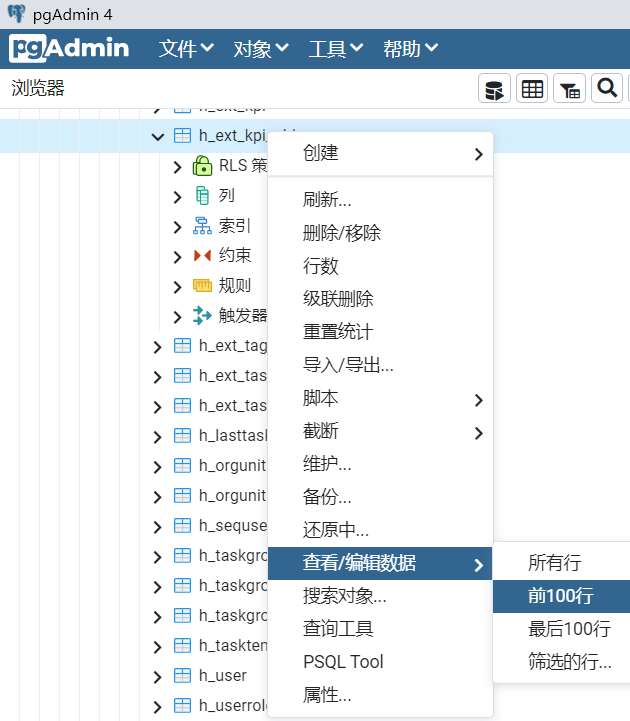 pgAdmin 4
pgAdmin 文件 对象 工具 帮助
浏览器
h_ext_kpi
h_ext_kpi
RLS 策
列
索引
约束
规则
触发器
h_ext_tag
h_ext_tas
h_ext_tas
h_lasttask
h_orgunit
h_orgunit
h_sequse
h_taskgro
h_taskgro
h_taskgro
h_tasktem
h_user
h_userrole
创建
刷新...
删除/移除
行数
级联删除
重置统计
导入/导出...
脚本
截断
维护...
备份...
还原中...
查看/编辑数据
搜索对象...
查询工具
PSQL Tool
属性...
所有行
前100行
最后100行
筛选的行...